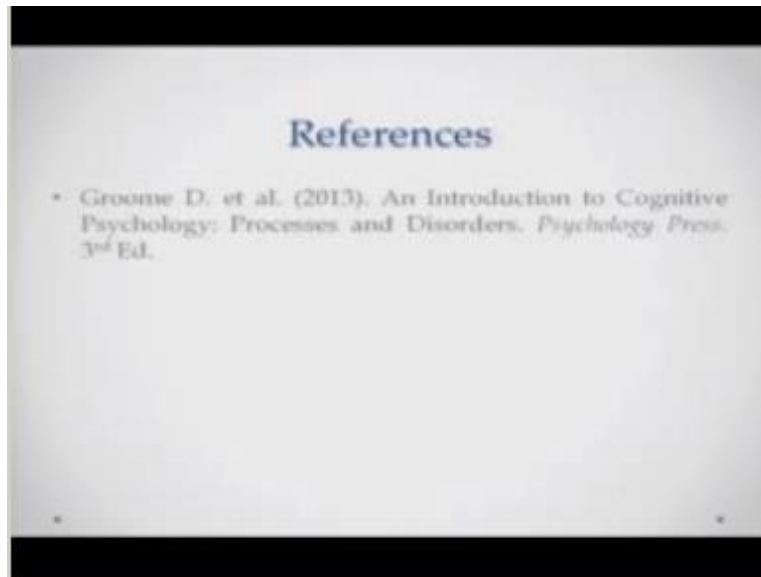 References
• Groome D. et al. (2013). An Introduction to Cognitive
Psychology: Processes and Disorders. Psychology Press.
3rd Ed.